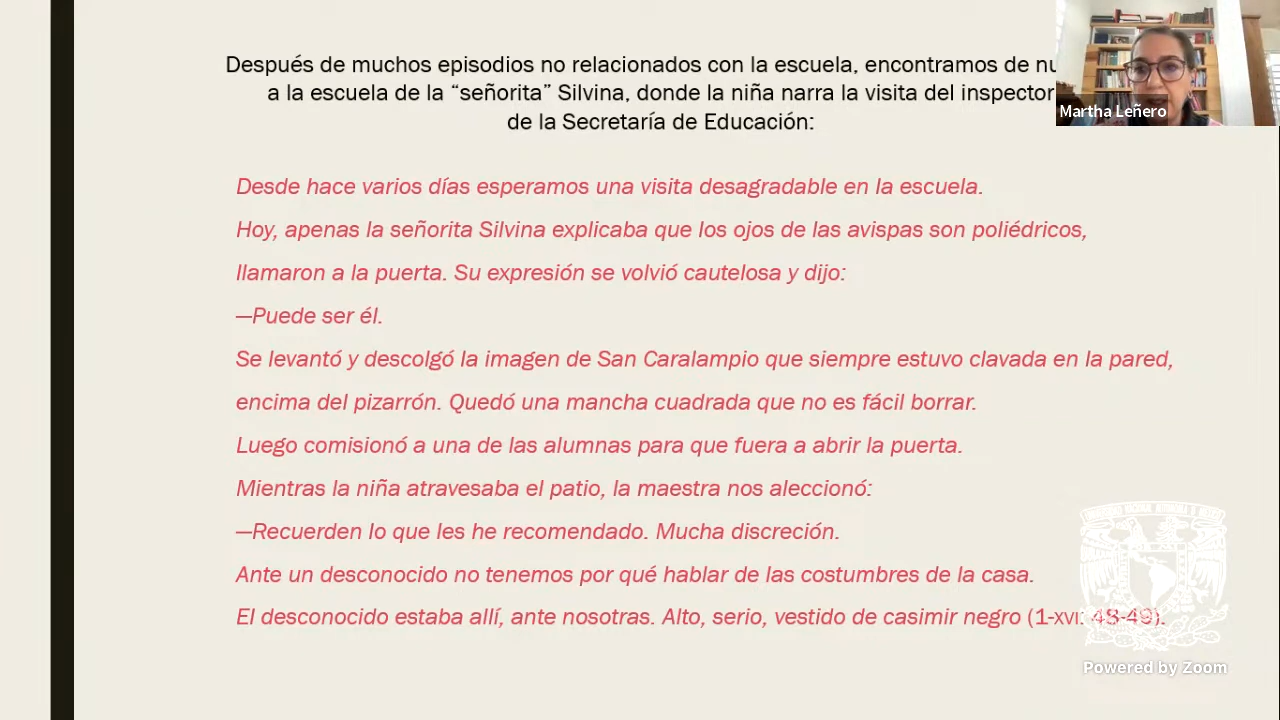 Después de muchos episodios no relacionados con la escuela, encontramos de
a la escuela de la “señorita” Silvina, donde la niña narra la visita del inspector
de la Secretaría de Educación:
Martha Leñero
Desde hace varios días esperamos una visita desagradable en la escuela.
Hoy, apenas la señorita Silvina explicaba que los ojos de las avispas son poliédricos,
llamaron a la puerta. Su expresión se volvió cautelosa y dijo:
—Puede ser él.
Se levantó y descolgó la imagen de San Caralampio que siempre estuvo clavada en la pared,
encima del pizarrón. Quedó una mancha cuadrada que no es fácil borrar.
Luego comisionó a una de las alumnas para que fuera a abrir la puerta.
Mientras la niña atravesaba el patio, la maestra nos aleccionó:
—Recuerden lo que les he recomendado. Mucha discreción.
Ante un desconocido no tenemos por qué hablar de las costumbres de la casa.
El desconocido estaba allí, ante nosotras. Alto, serio, vestido de casimir negro (1-xvi: 48-49).
Powered by Zoom